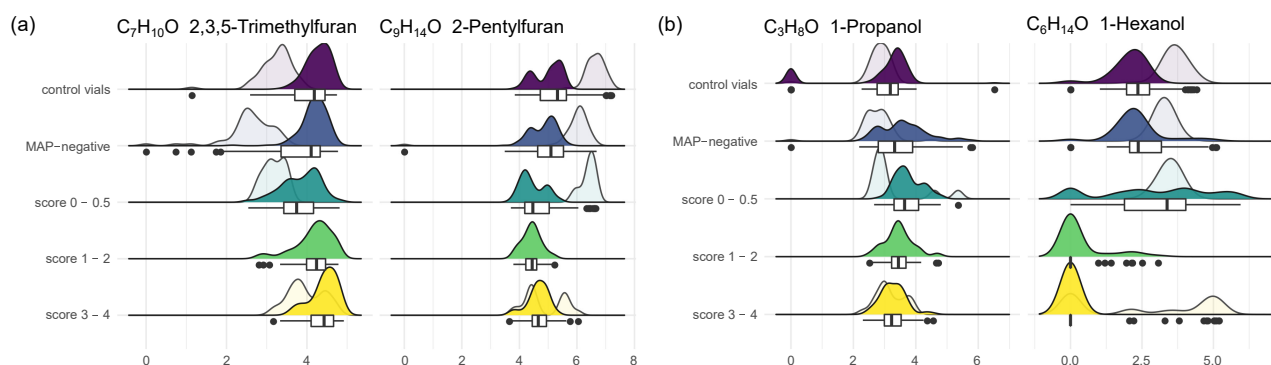 (a)
C₇H₁₀O 2,3,5-Trimethylfuran
C₉H₁₄O 2-Pentylfuran
control vials
MAP−negative
score 0 − 0.5
score 1 − 2
score 3 − 4
0 2 4
0 2 4 6 8
(b)
C₃H₈O 1-Propanol
C₆H₁₄O 1-Hexanol
control vials
MAP−negative
score 0 − 0.5
score 1 − 2
score 3 − 4
0 2 4 6
0.0 2.5 5.0